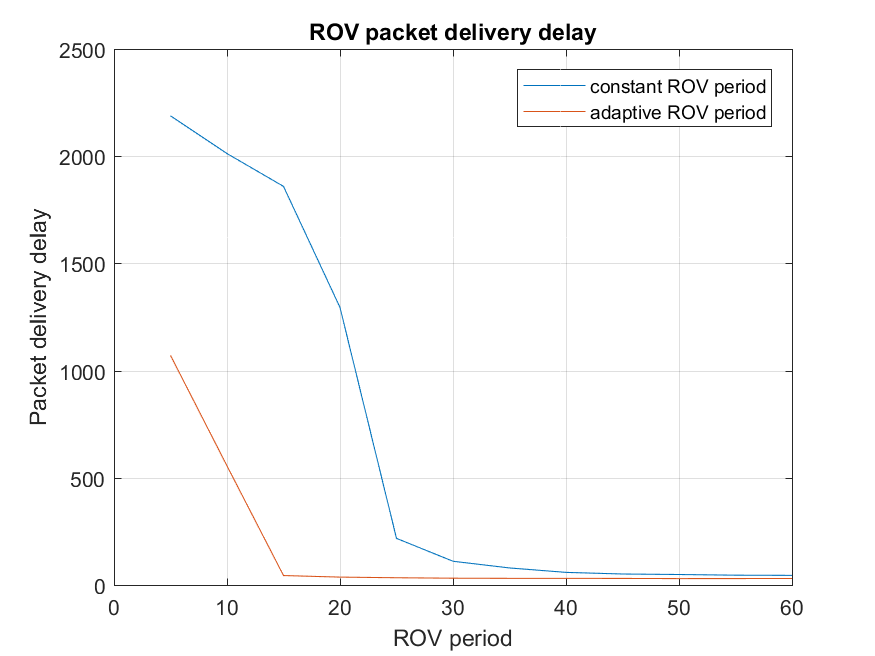 ROV packet delivery delay
constant ROV period
adaptive ROV period
Packet delivery delay
2500
2000
1500
1000
500
0
0 10 20 30 40 50 60
ROV period